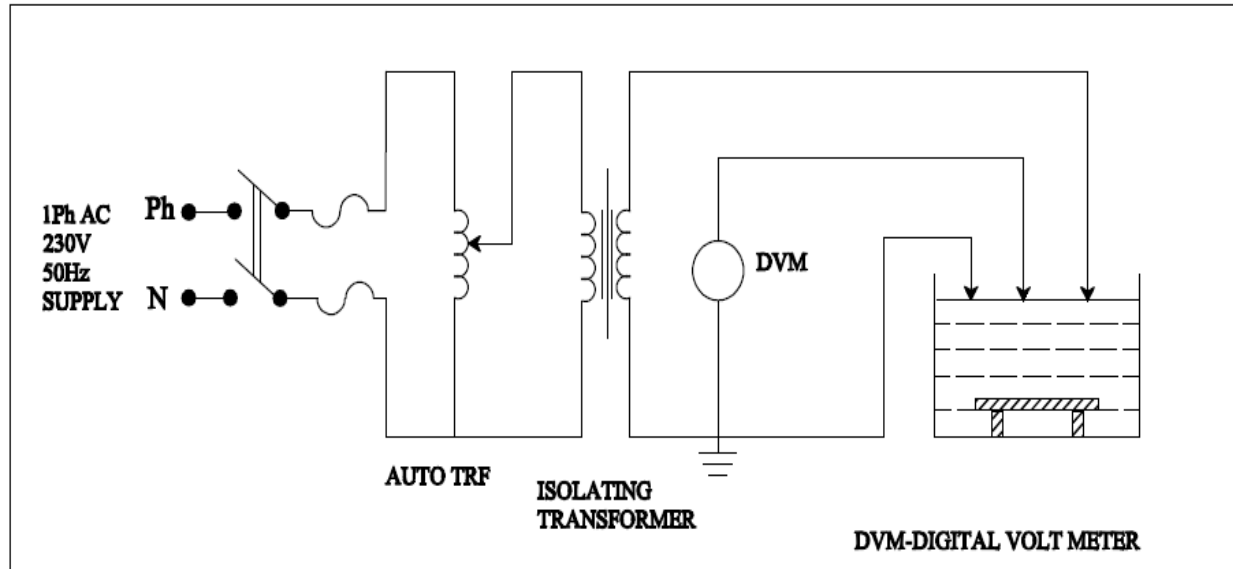 1Ph AC
230V
50Hz
SUPPLY
Ph
N
DVM
AUTO TRF
ISOLATING
TRANSFORMER
DVM-DIGITAL VOLT METER